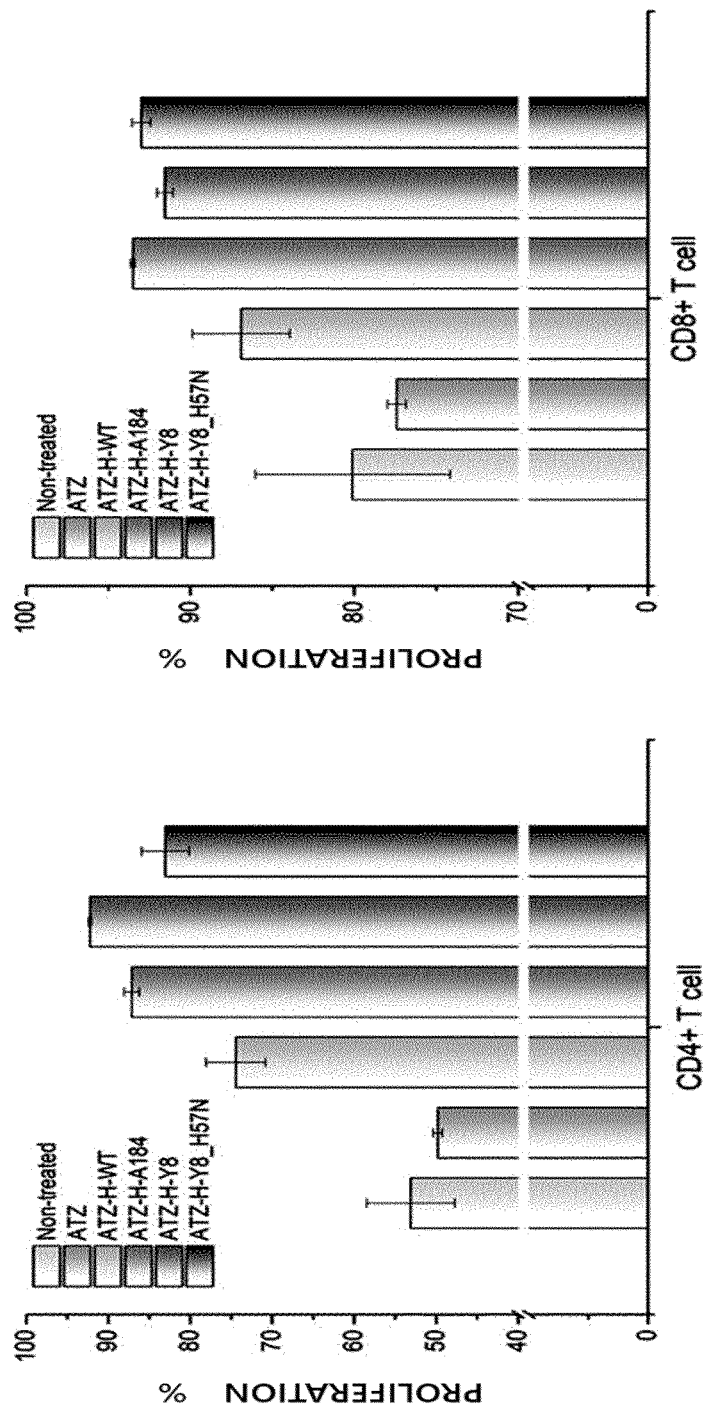 PROLIFERATION %
100
90
80
70
60
50
40
0
Non-treated
ATZ
ATZ-H-WT
ATZ-H-A184
ATZ-H-Y8
ATZ-H-Y8_H57N
CD4+ T cell
PROLIFERATION %
100
90
80
70
0
Non-treated
ATZ
ATZ-H-WT
ATZ-H-A184
ATZ-H-Y8
ATZ-H-Y8_H57N
CD8+ T cell